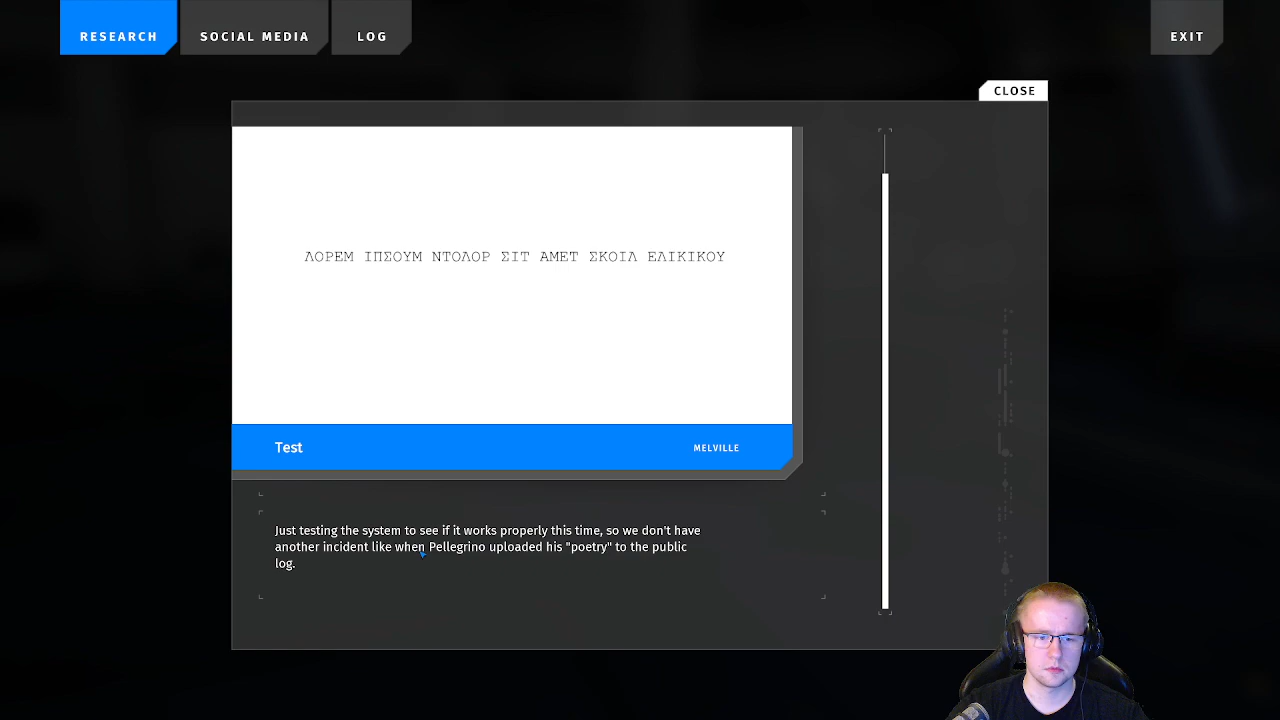 RESEARCH
SOCIAL MEDIA
LOG
EXIT
CLOSE
ΛΟΡΕΜ ΙΠΣΟΥΜ ΝΤΟΛΟΡ ΣΙΤ ΑΜΕΤ ΣΚΟΙΛ ΕΛΙΚΙΚΟΥ
Test
MELVILLE
Just testing the system to see if it works properly this time, so we don't have
another incident like when Pellegrino uploaded his "poetry" to the public
log.